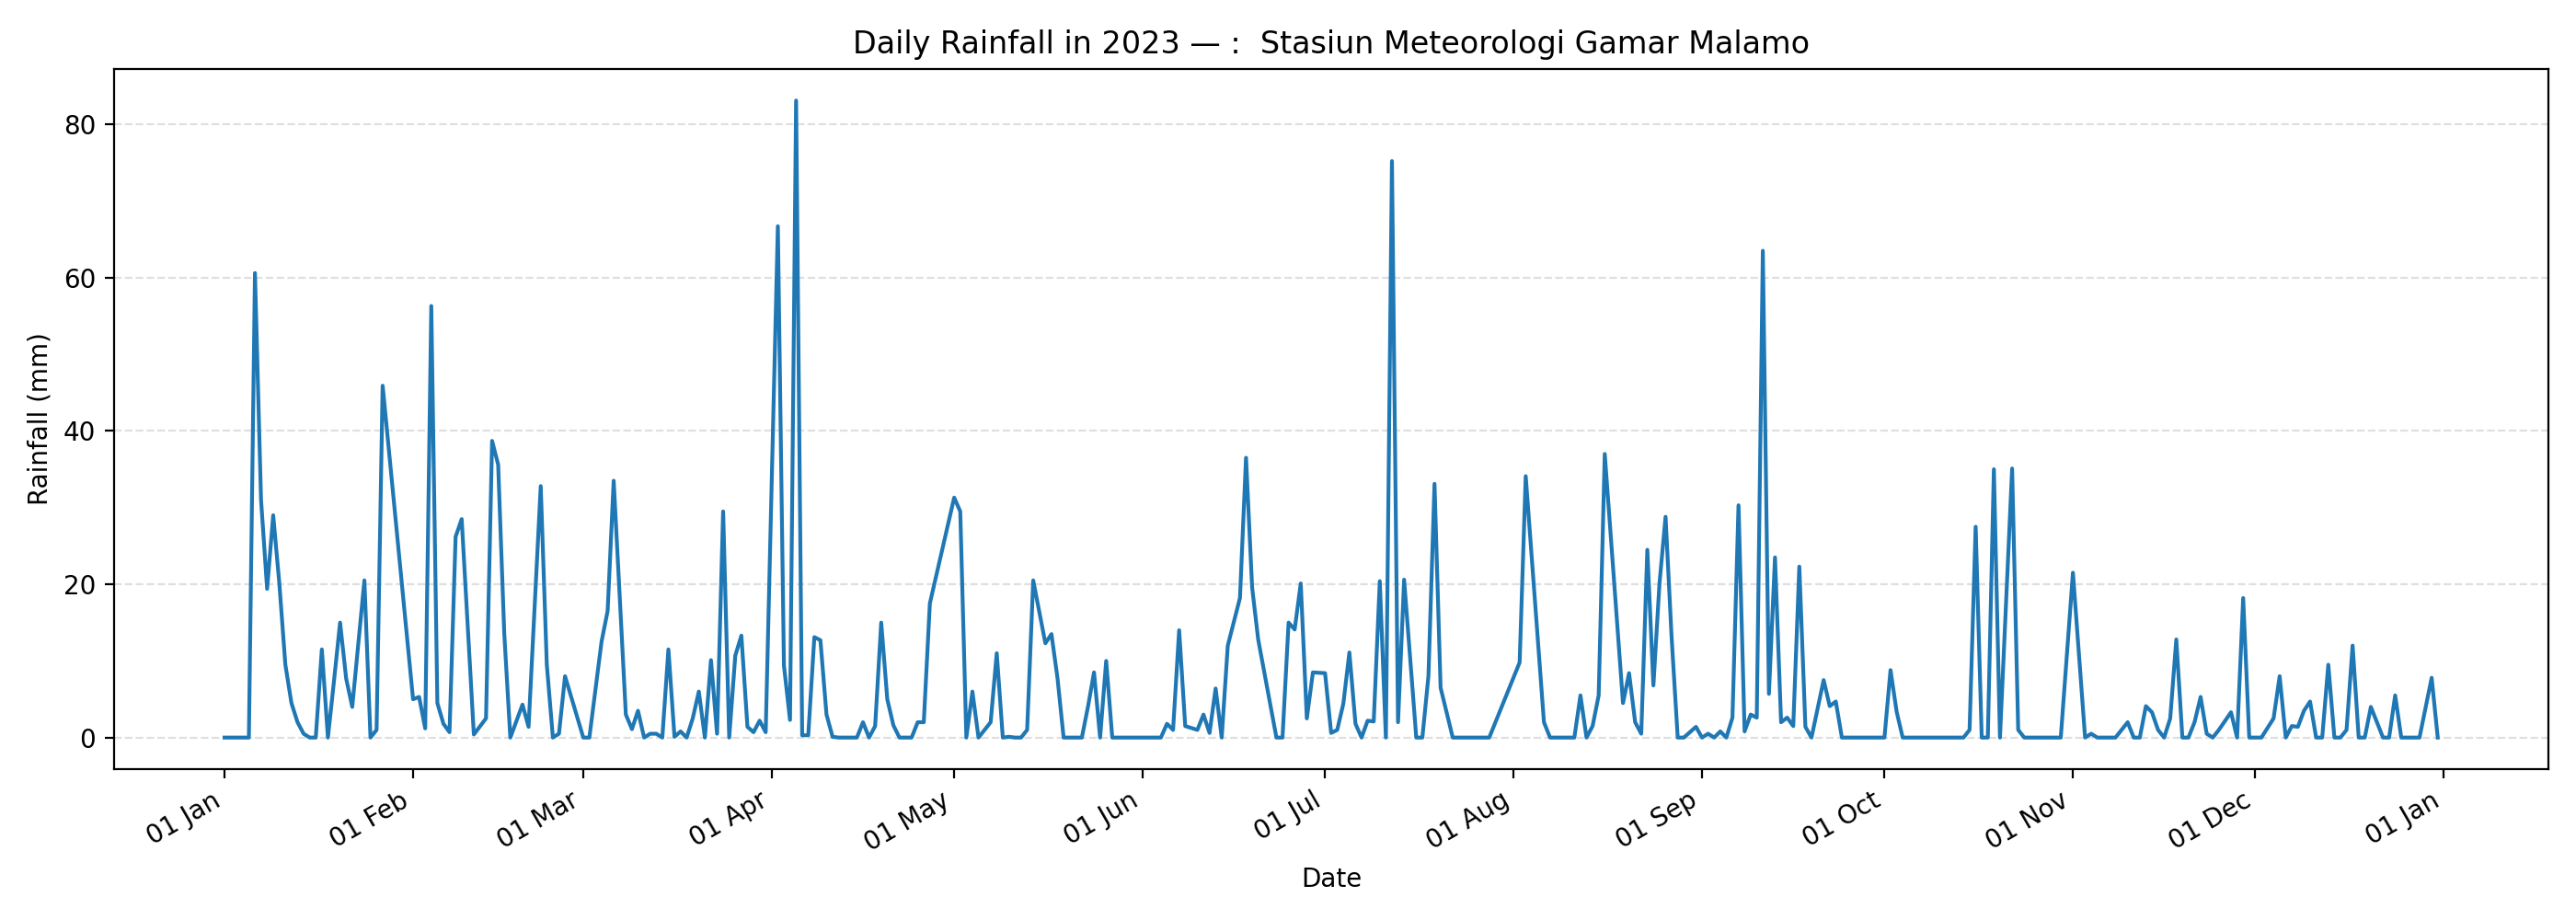 Daily Rainfall in 2023 — :  Stasiun Meteorologi Gamar Malamo
Rainfall (mm)
80
60
40
20
0
01 Jan
01 Feb
01 Mar
01 Apr
01 May
01 Jun
01 Jul
01 Aug
01 Sep
01 Oct
01 Nov
01 Dec
01 Jan
Date